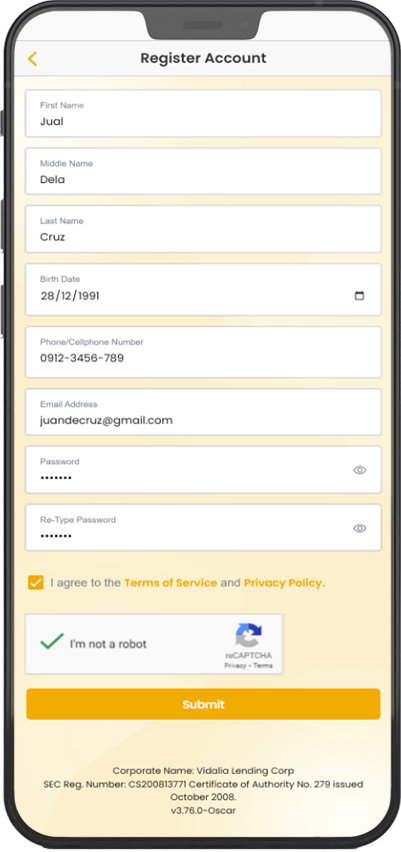 Register Account
First Name
Jual
Middle Name
Dela
Last Name
Cruz
Birth Date
28/12/1991
Phone/Cellphone Number
0912-3456-789
Email Address
juandecruz@gmail.com
Password
•••••••
Re-Type Password
•••••••
I agree to the Terms of Service and Privacy Policy.
I'm not a robot
reCAPTCHA
Privacy - Terms
Submit
Corporate Name: Vidalia Lending Corp
SEC Reg. Number: CS200813771 Certificate of Authority No. 279 issued
October 2008.
v3.76.0-Oscar